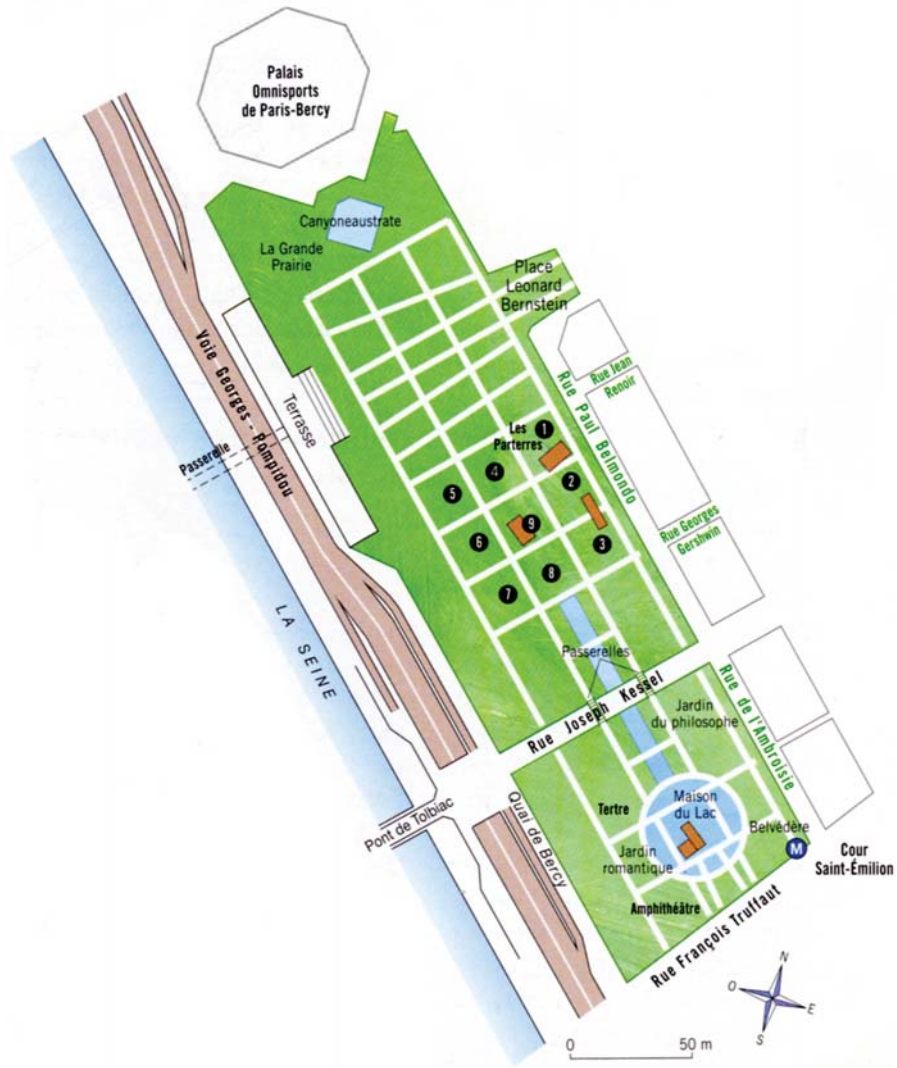 Palais
Omnisports
de Paris-Bercy
Canyoneaustrate
La Grande
Prairie
Place
Leonard
Bernstein
Voie Georges - Pompidou
Terrasse
Passerelle
Rue Jean
Renoir
Rue Paul Belmondo
Les
Parterres
1
2
3
4
5
6
7
8
9
Rue Georges
Gershwin
LA SEINE
Passerelles
Rue Joseph Kessel
Jardin
du philosophe
Rue de l'Ambroisie
Pont de Tolbiac
Quai de Bercy
Tertre
Maison
du Lac
Jardin
romantique
Belvédère
M
Cour
Saint-Émilion
Amphithéâtre
Rue François Truffaut
N
O
E
S
0 50 m